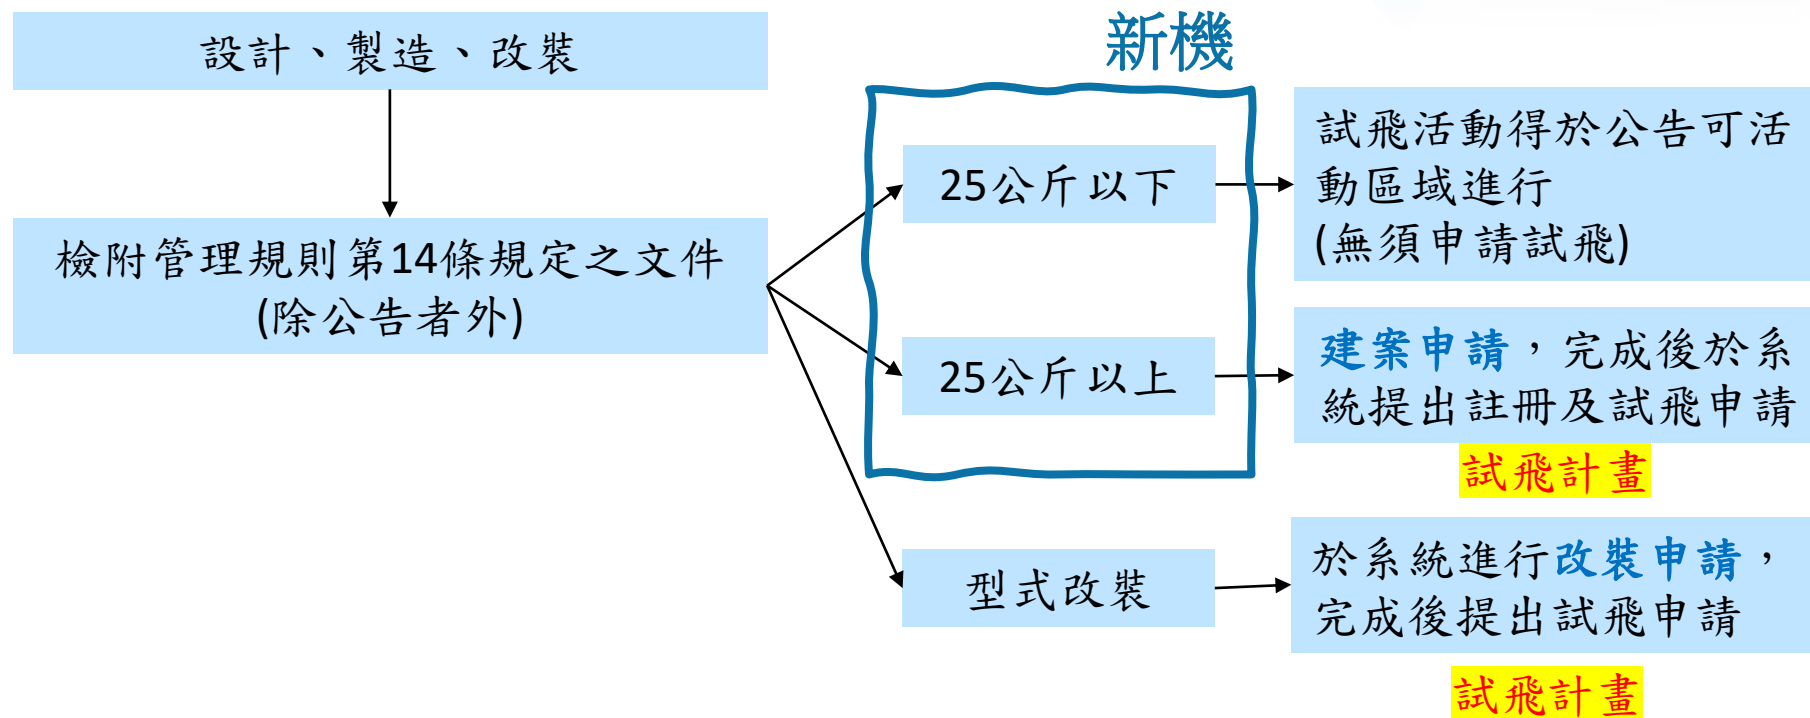 設計、製造、改裝
檢附管理規則第14條規定之文件
(除公告者外)
新機
25公斤以下
試飛活動得於公告可活
動區域進行
(無須申請試飛)
25公斤以上
建案申請，完成後於系
統提出註冊及試飛申請
試飛計畫
型式改裝
於系統進行改裝申請，
完成後提出試飛申請
試飛計畫